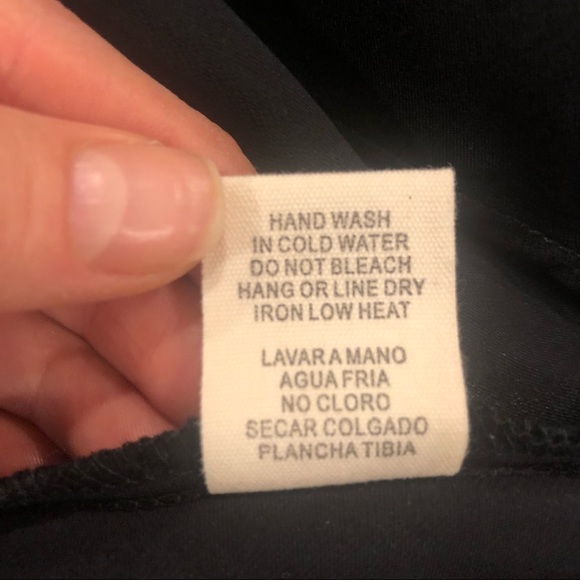 HAND WASH
IN COLD WATER
DO NOT BLEACH
HANG OR LINE DRY
IRON LOW HEAT
LAVAR A MANO
AGUA FRIA
NO CLORO
SECAR COLGADO
PLANCHA TIBIA